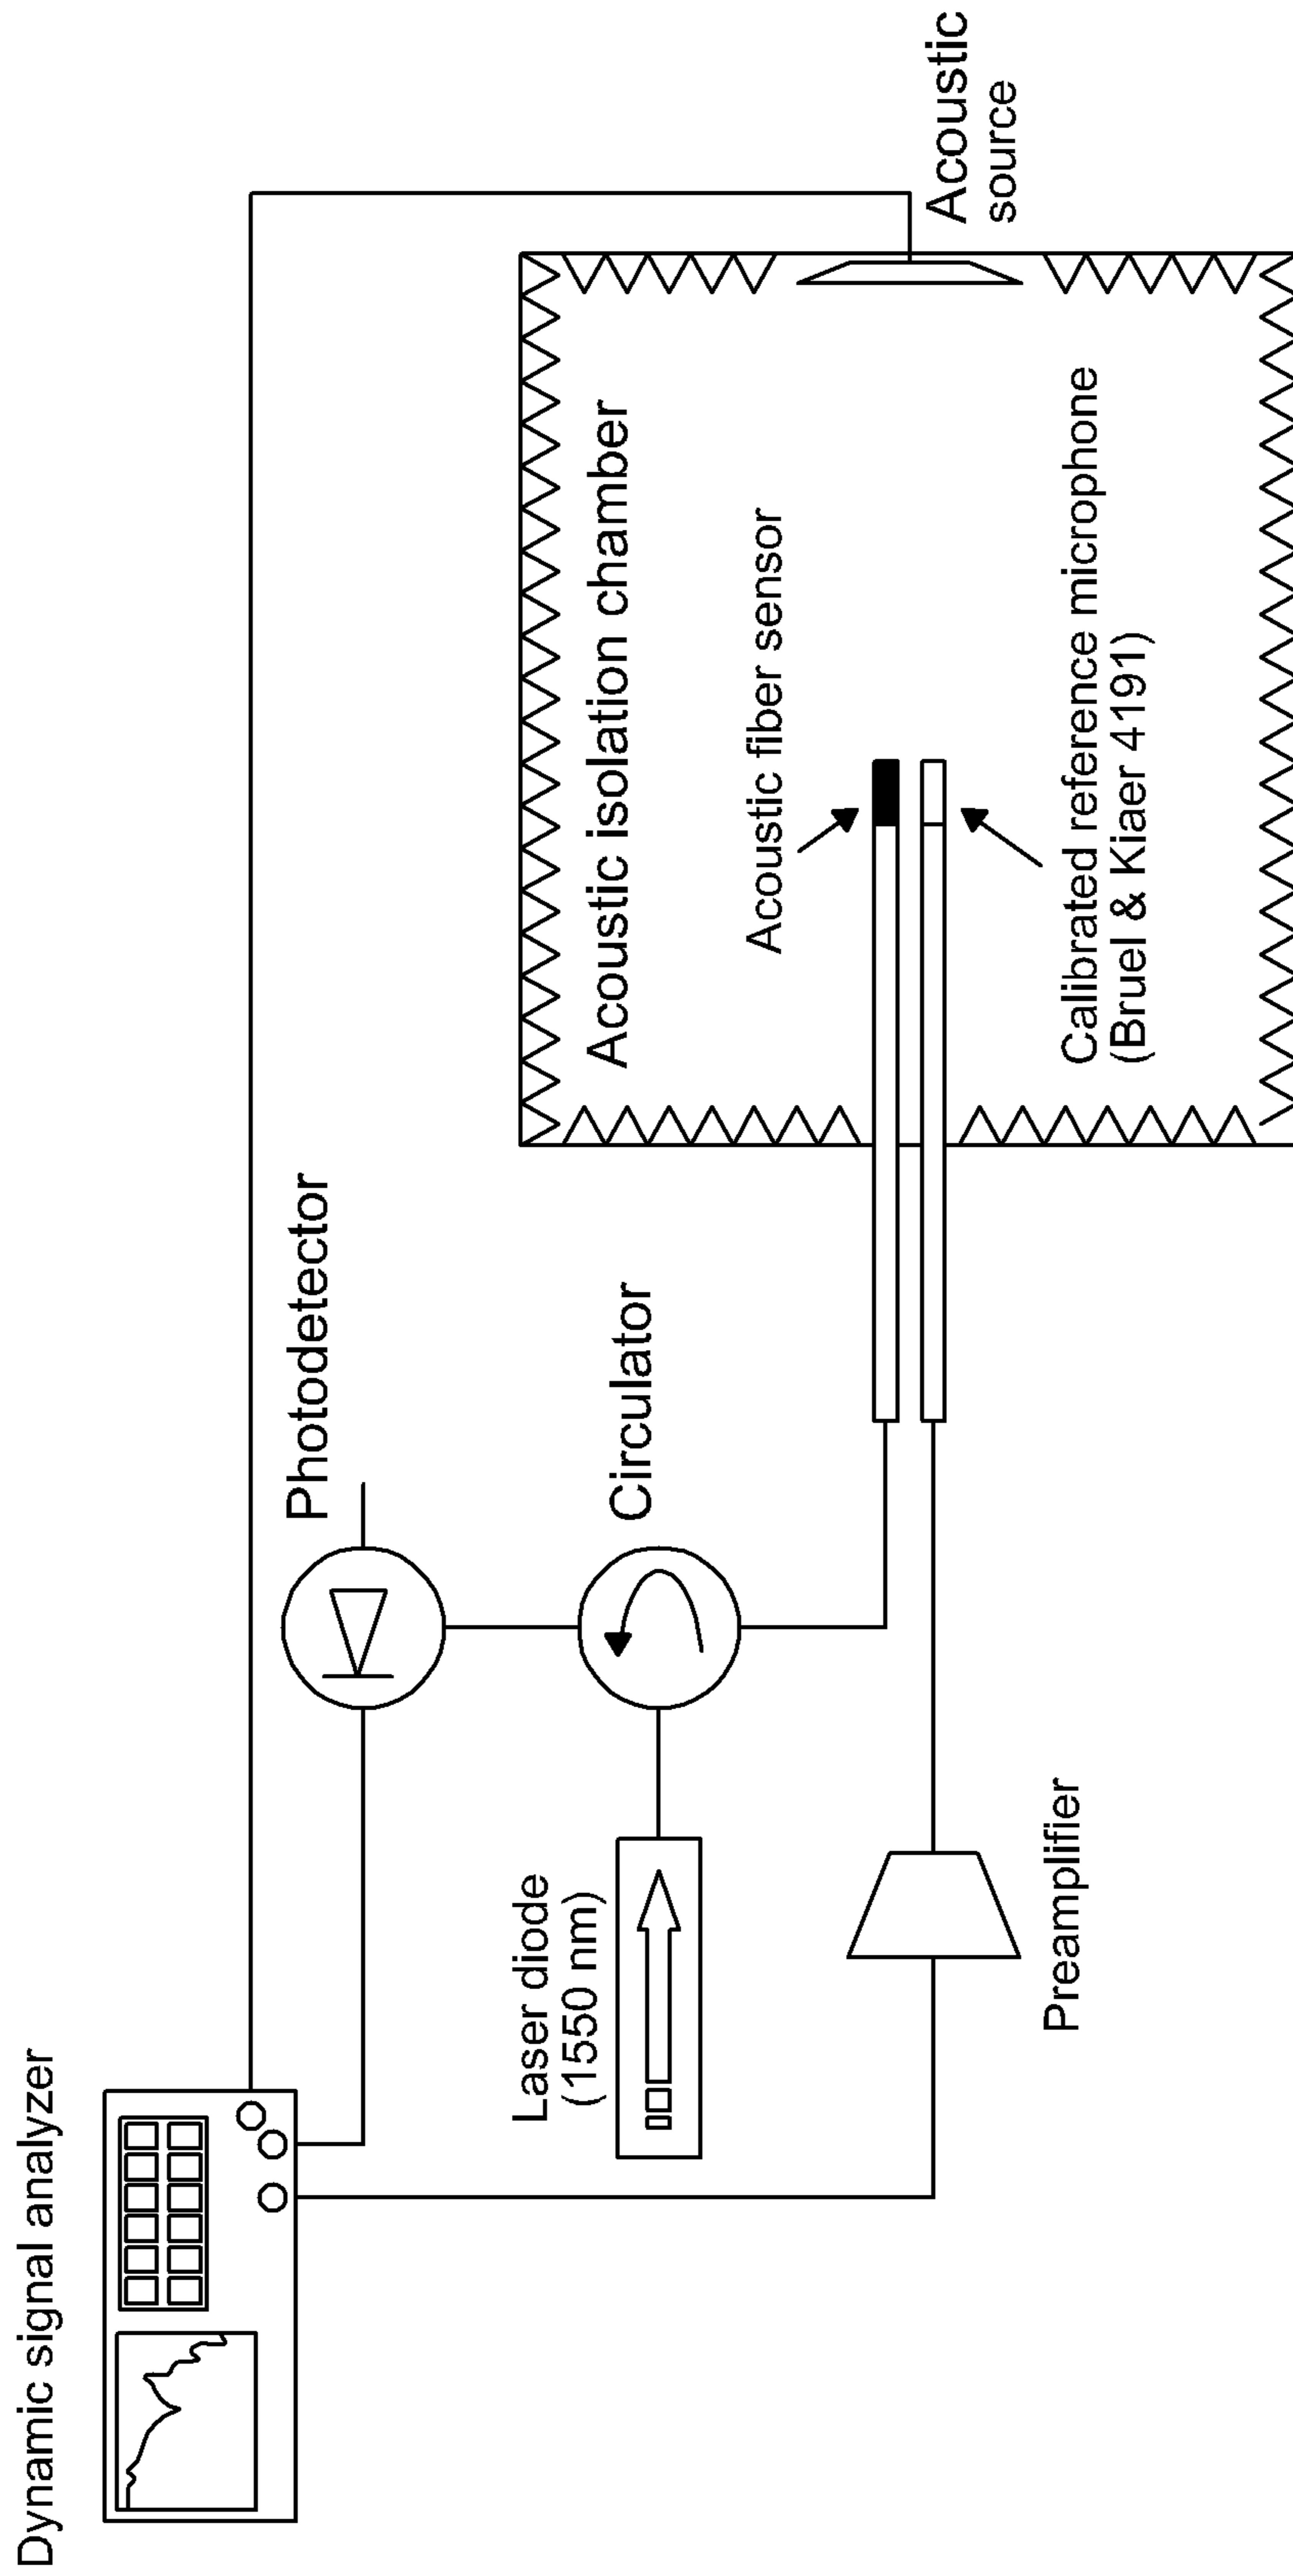 Dynamic signal analyzer
Photodetector
Laser diode
(1550 nm)
Circulator
Preamplifier
Acoustic isolation chamber
Acoustic fiber sensor
Calibrated reference microphone
(Bruel & Kiaer 4191)
Acoustic
source